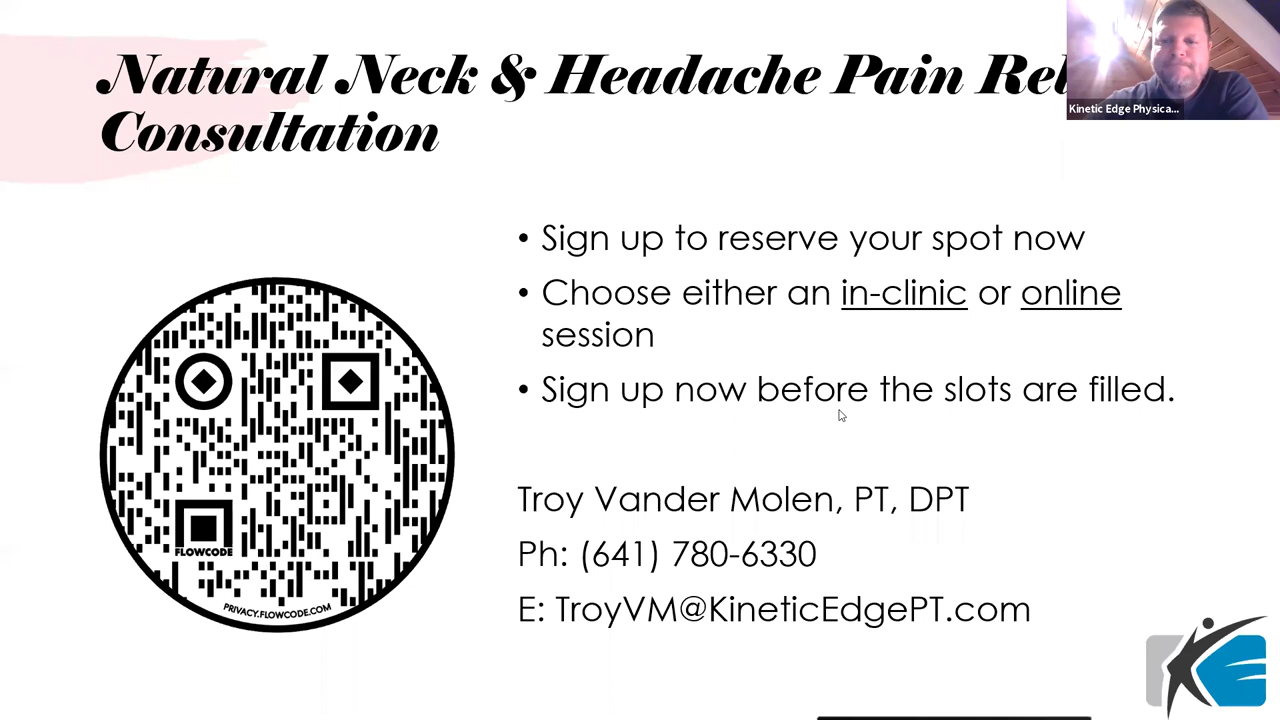 Natural Neck & Headache Pain Rel
Consultation
Kinetic Edge Physica...
• Sign up to reserve your spot now
• Choose either an in-clinic or online
session
• Sign up now before the slots are filled.
Troy Vander Molen, PT, DPT
Ph: (641) 780-6330
E: TroyVM@KineticEdgePT.com
FLOWCODE
PRIVACY.FLOWCODE.COM